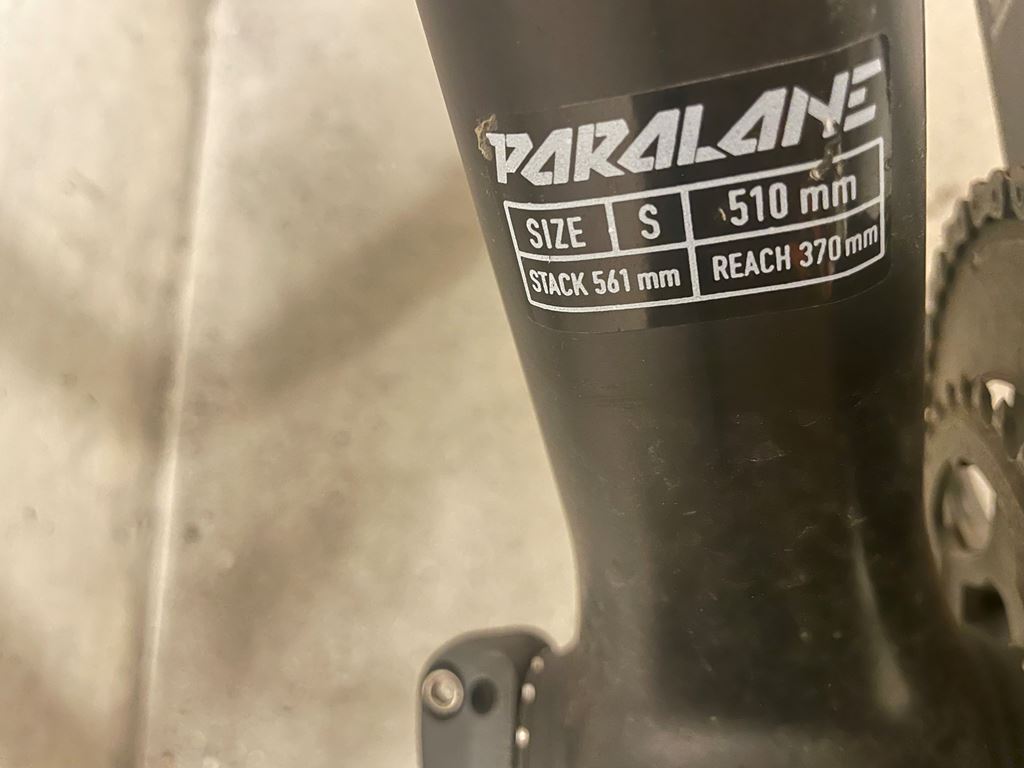 PARALANE
SIZE S 510 mm
STACK 561 mm REACH 370 mm